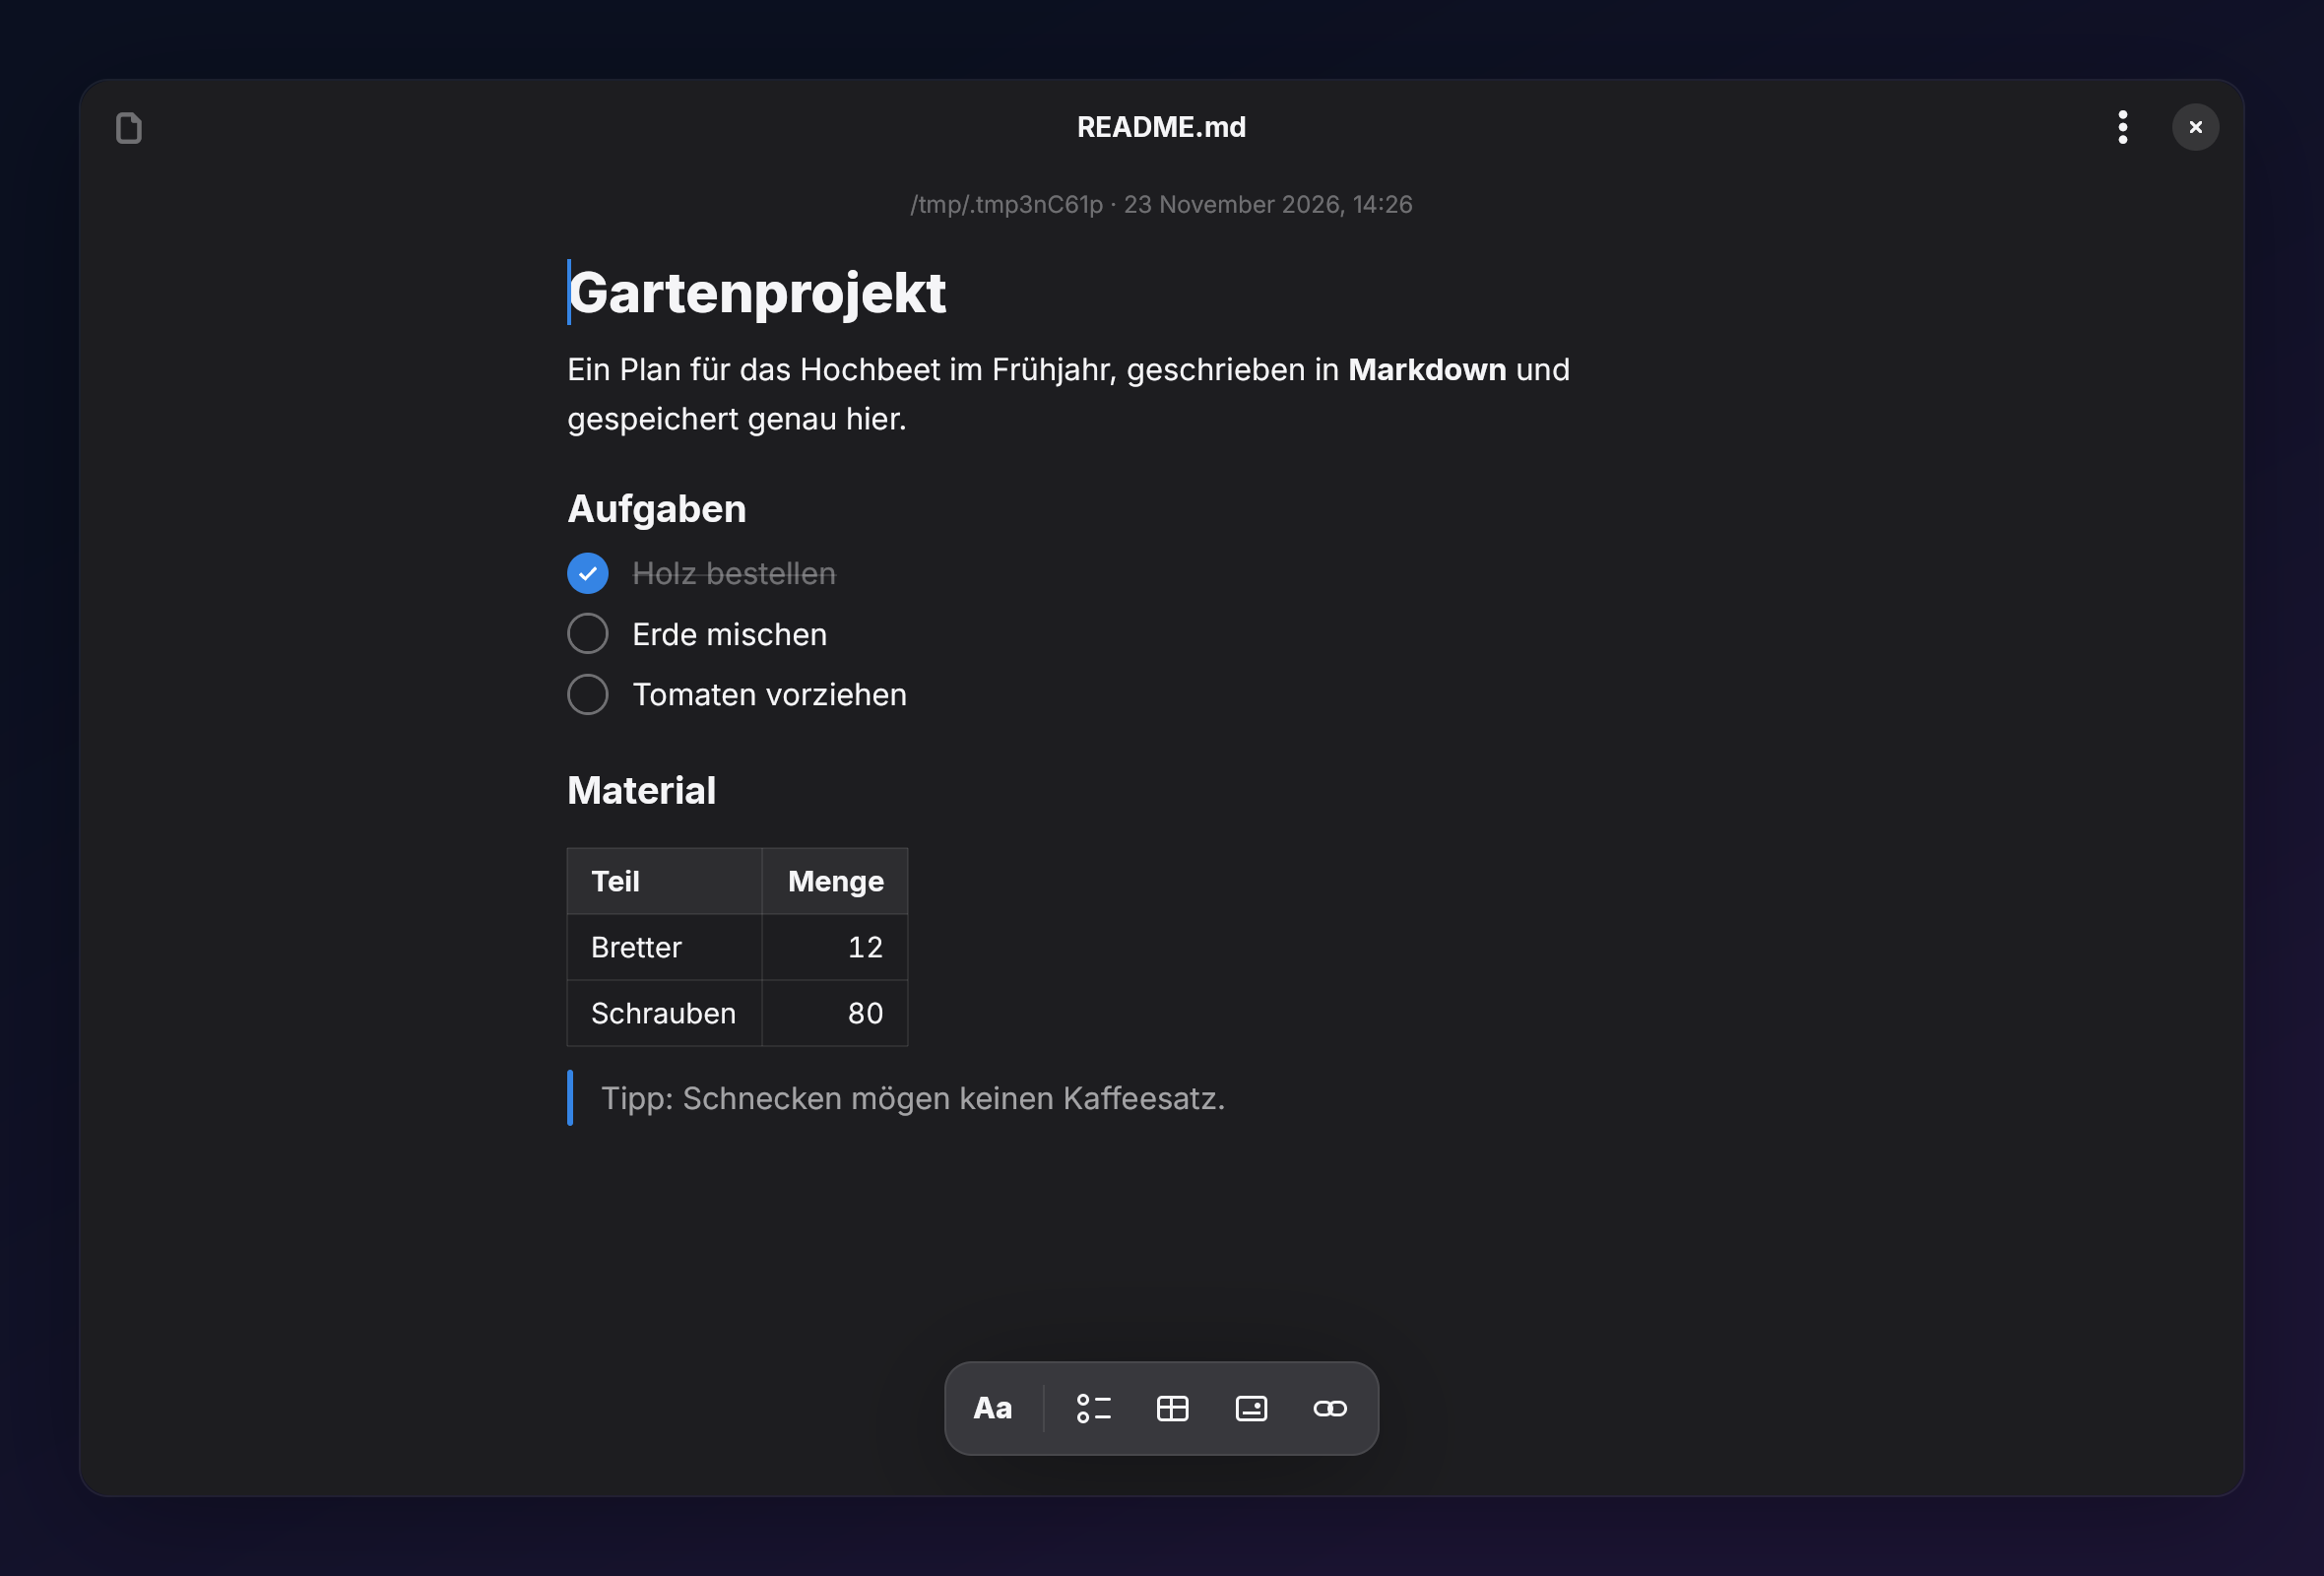 README.md
/tmp/.tmp3nC61p · 23 November 2026, 14:26
Gartenprojekt
Ein Plan für das Hochbeet im Frühjahr, geschrieben in Markdown und
gespeichert genau hier.
Aufgaben
Holz bestellen
Erde mischen
Tomaten vorziehen
Material
Teil Menge
Bretter 12
Schrauben 80
Tipp: Schnecken mögen keinen Kaffeesatz.
Aa